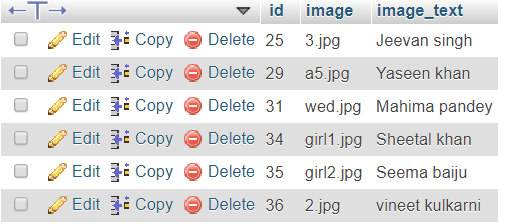 id image image_text
Edit Copy Delete 25 3.jpg Jeevan singh
Edit Copy Delete 29 a5.jpg Yaseen khan
Edit Copy Delete 31 wed.jpg Mahima pandey
Edit Copy Delete 34 girl1.jpg Sheetal khan
Edit Copy Delete 35 girl2.jpg Seema baiju
Edit Copy Delete 36 2.jpg vineet kulkarni